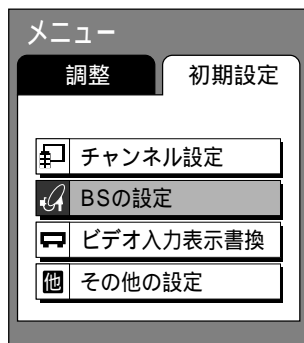 メニュー
調整 初期設定
チャンネル設定
BSの設定
ビデオ入力表示書換
他 その他の設定